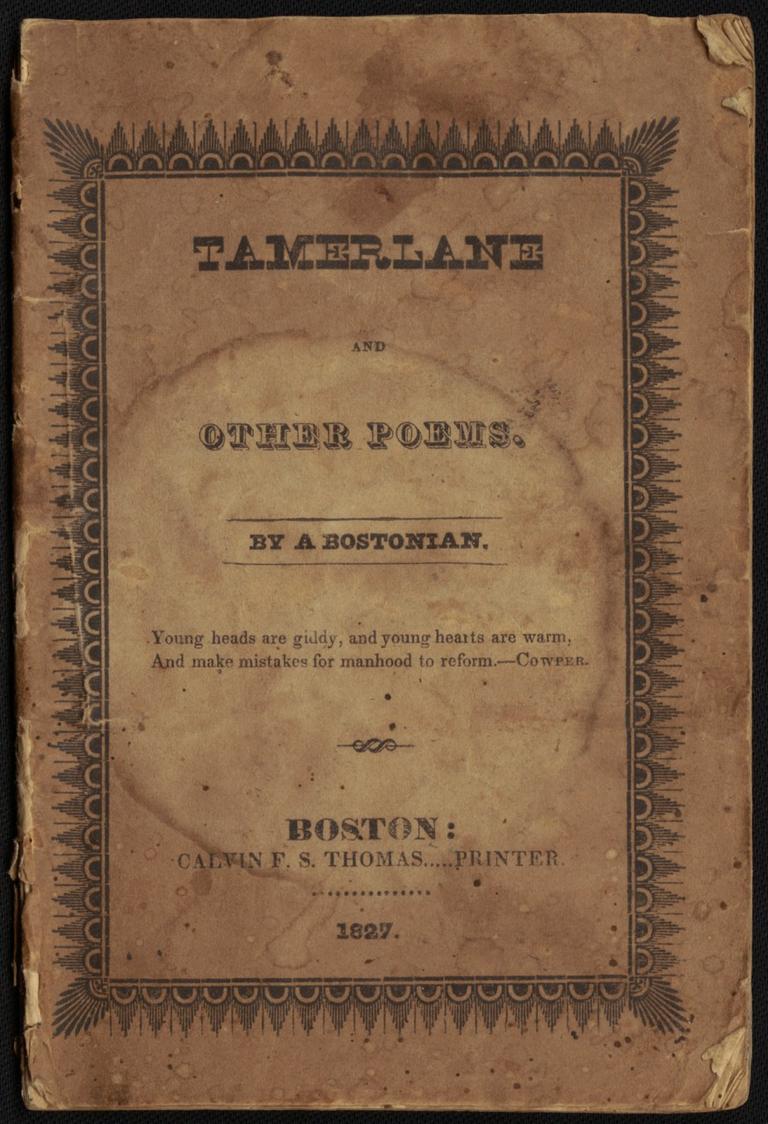 TAMERLANE
AND
OTHER POEMS.
BY A BOSTONIAN.
Young heads are giddy, and young hearts are warm,
And make mistakes for manhood to reform.—COWPER.
BOSTON:
CALVIN F. S. THOMAS.....PRINTER.
1827.